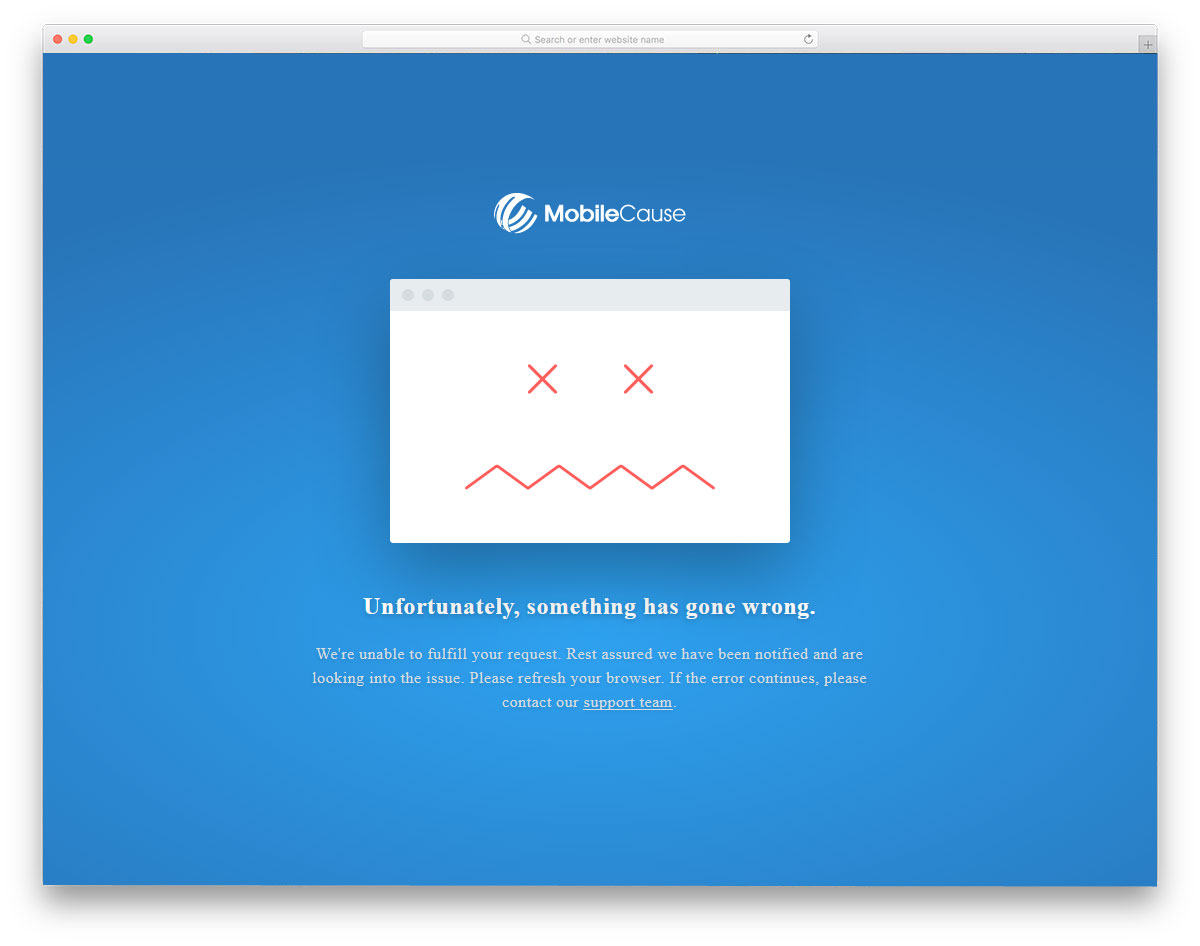 Search or enter website name
MobileCause
Unfortunately, something has gone wrong.
We're unable to fulfill your request. Rest assured we have been notified and are
looking into the issue. Please refresh your browser. If the error continues, please
contact our support team.